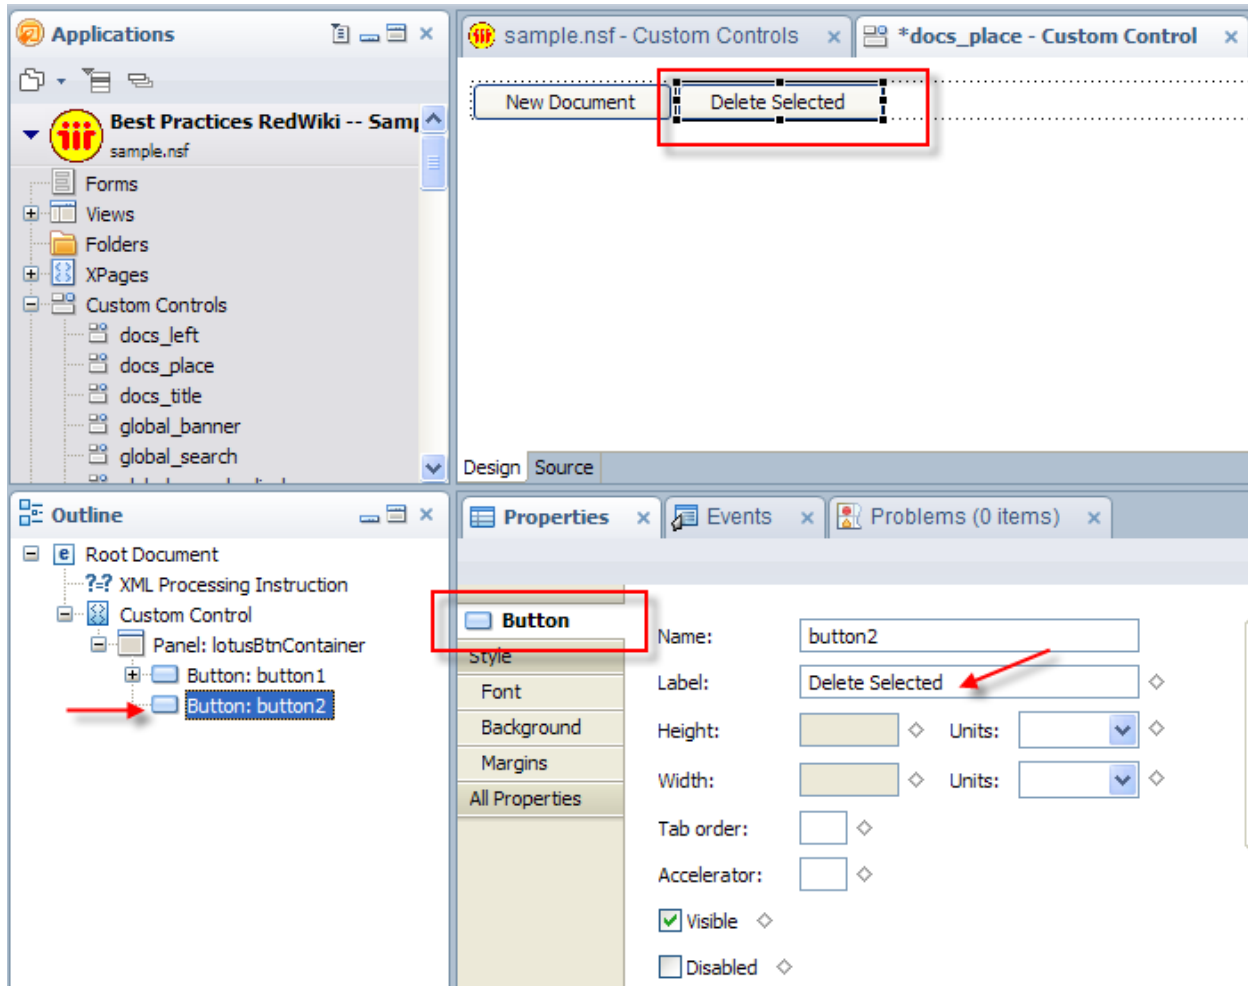 Applications
Best Practices RedWiki -- Sam
sample.nsf
Forms
Views
Folders
XPages
Custom Controls
docs_left
docs_place
docs_title
global_banner
global_search
sample.nsf - Custom Controls
*docs_place - Custom Control
New Document
Delete Selected
Design
Source
Outline
Root Document
?=? XML Processing Instruction
Custom Control
Panel: lotusBtnContainer
Button: button1
Button: button2
Properties
Events
Problems (0 items)
Button
Style
Font
Background
Margins
All Properties
Name: button2
Label: Delete Selected
Height: Units:
Width: Units:
Tab order:
Accelerator:
Visible
Disabled